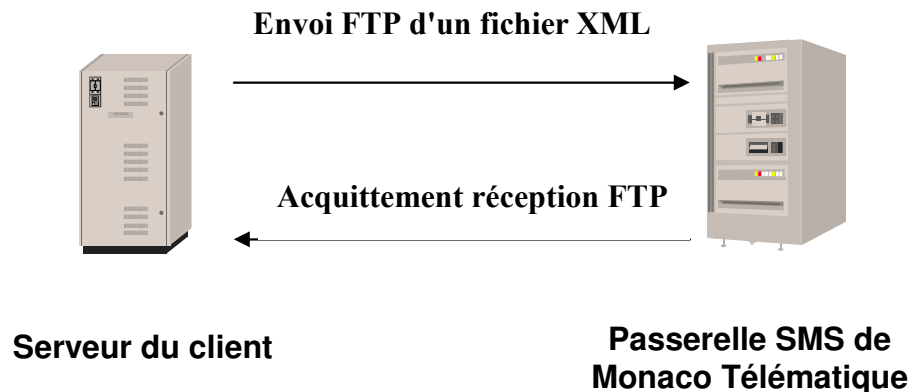 Envoi FTP d'un fichier XML
Acquittement réception FTP
Serveur du client
Passerelle SMS de
Monaco Télématique